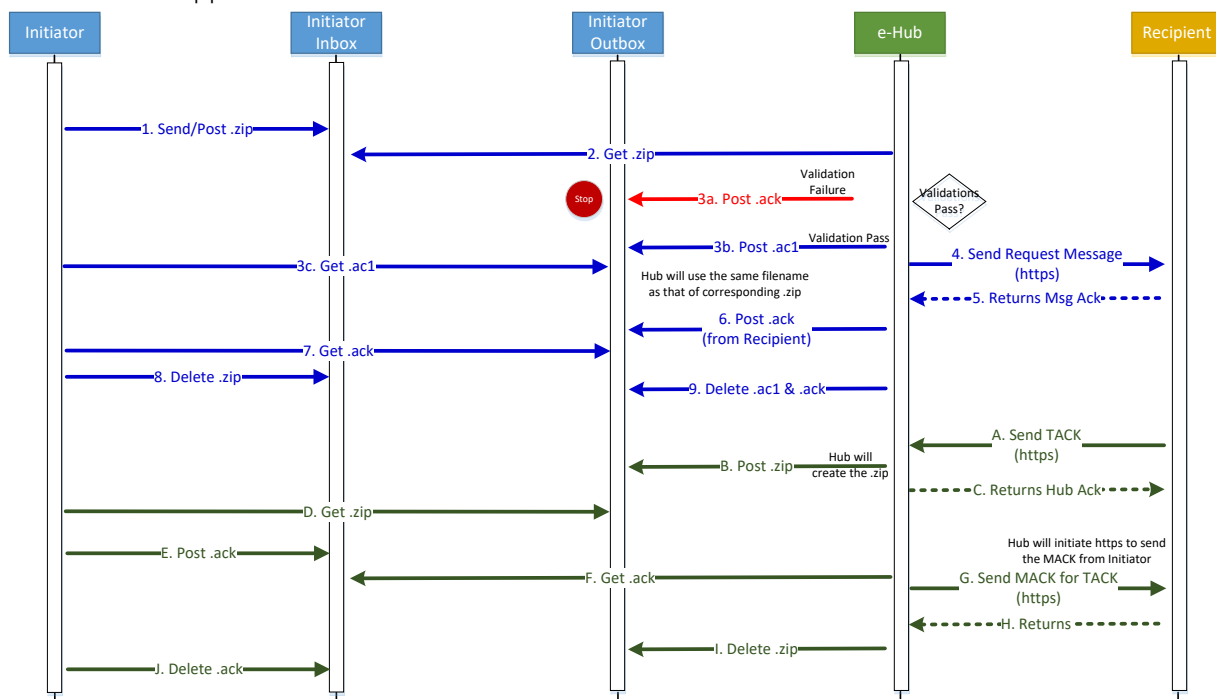 Initiator
Initiator
Inbox
Initiator
Outbox
e-Hub
Recipient
1. Send/Post .zip
2. Get .zip
Stop
3a. Post .ack
Validation
Failure
Validations
Pass?
3b. Post .ac1
Validation Pass
3c. Get .ac1
4. Send Request Message
(https)
Hub will use the same filename
as that of corresponding .zip
5. Returns Msg Ack
6. Post .ack
(from Recipient)
7. Get .ack
8. Delete .zip
9. Delete .ac1 & .ack
A. Send TACK
(https)
B. Post .zip
Hub will
create the .zip
C. Returns Hub Ack
D. Get .zip
E. Post .ack
Hub will initiate https to send
the MACK from Initiator
F. Get .ack
G. Send MACK for TACK
(https)
H. Returns
I. Delete .zip
J. Delete .ack